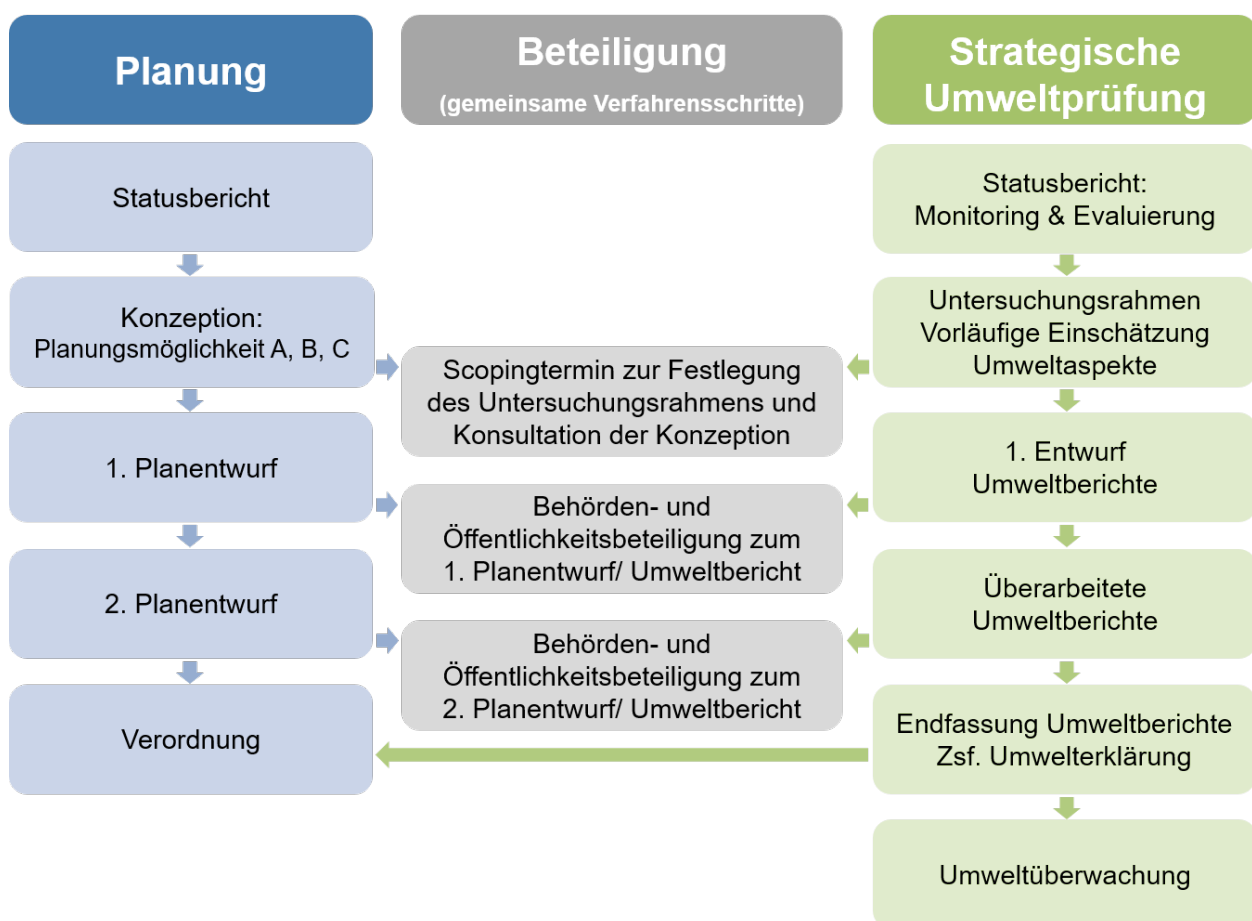 Planung
Statusbericht
Konzeption:
Planungsmöglichkeit A, B, C
1. Planentwurf
2. Planentwurf
Verordnung
Beteiligung
(gemeinsame Verfahrensschritte)
Scopingtermin zur Festlegung
des Untersuchungsrahmens und
Konsultation der Konzeption
Behörden- und
Öffentlichkeitsbeteiligung zum
1. Planentwurf/ Umweltbericht
Behörden- und
Öffentlichkeitsbeteiligung zum
2. Planentwurf/ Umweltbericht
Strategische
Umweltprüfung
Statusbericht:
Monitoring & Evaluierung
Untersuchungsrahmen
Vorläufige Einschätzung
Umweltaspekte
1. Entwurf
Umweltberichte
Überarbeitete
Umweltberichte
Endfassung Umweltberichte
Zsf. Umwelterklärung
Umweltüberwachung